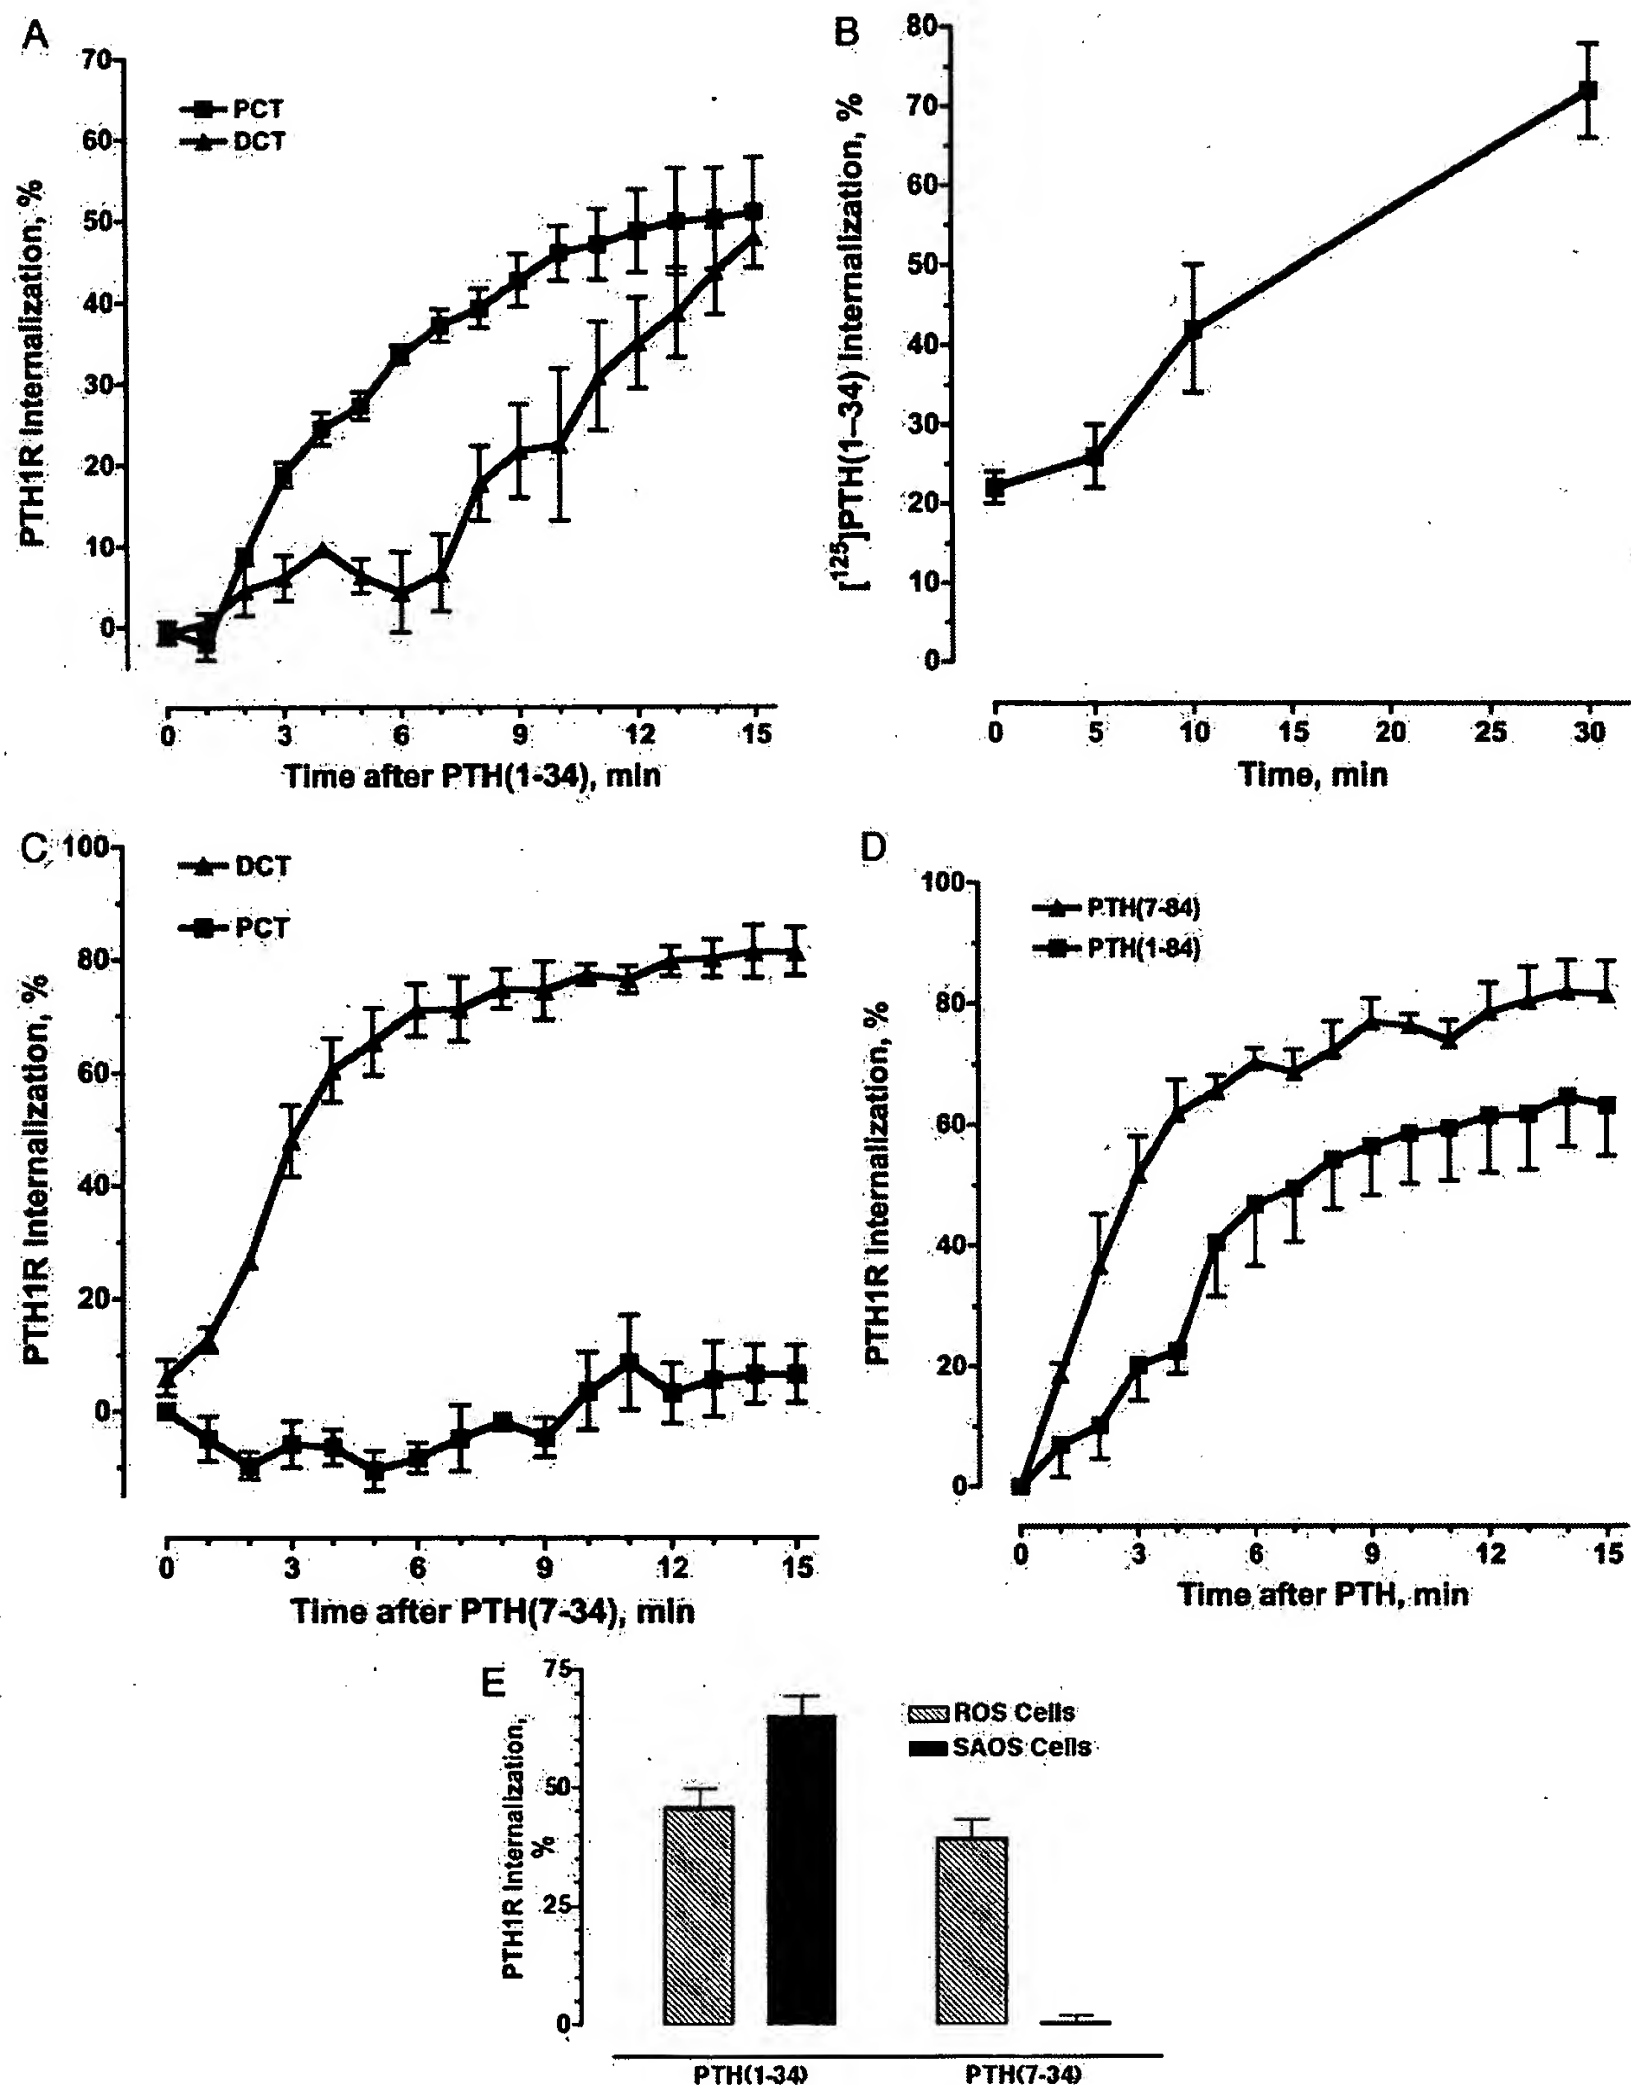 A
PTH1R Internalization, %
70
60
50
40
30
20
10
0
PCT
DCT
0 3 6 9 12 15
Time after PTH(1-34), min
B
[125I]PTH(1–34) Internalization, %
80
70
60
50
40
30
20
10
0
0 5 10 15 20 25 30
Time, min
C
PTH1R Internalization, %
100
80
60
40
20
0
DCT
PCT
0 3 6 9 12 15
Time after PTH(7-34), min
D
PTH1R Internalization, %
100
80
60
40
20
0
PTH(7-84)
PTH(1-84)
0 3 6 9 12 15
Time after PTH, min
E
PTH1R Internalization,
%
75
50
25
0
ROS Cells
SAOS Cells
PTH(1-34) PTH(7-34)